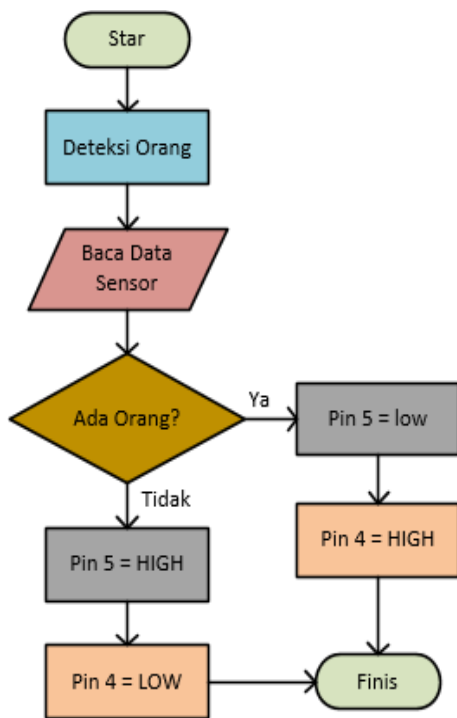 Star
Deteksi Orang
Baca Data
Sensor
Ada Orang?
Ya
Pin 5 = low
Tidak
Pin 4 = HIGH
Pin 5 = HIGH
Pin 4 = LOW
Finis